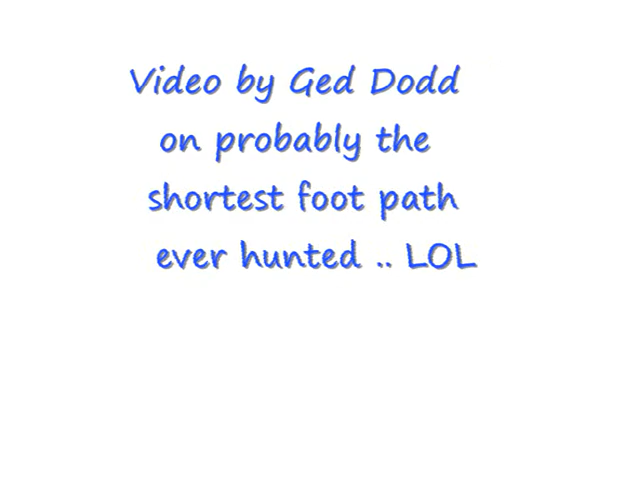 Video by Ged Dodd
on probably the
shortest foot path
ever hunted .. LOL